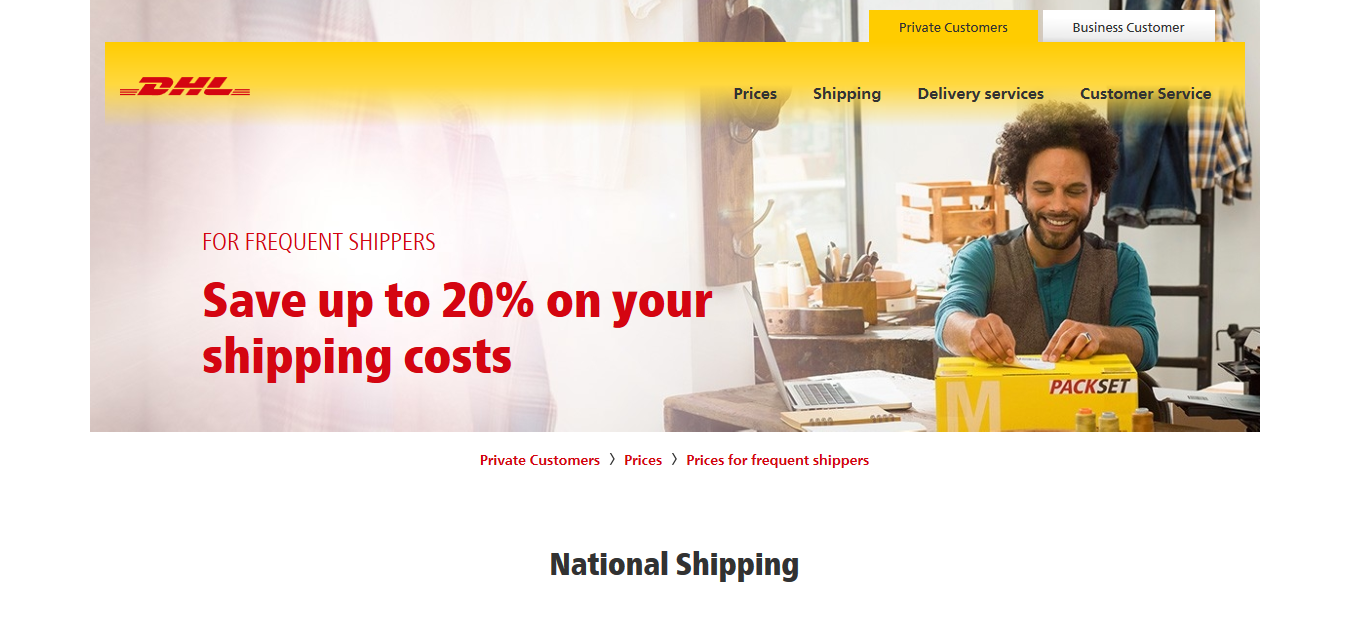 Private Customers
Business Customer
DHL
Prices
Shipping
Delivery services
Customer Service
FOR FREQUENT SHIPPERS
Save up to 20% on your
shipping costs
M
PACKSET
Private Customers > Prices > Prices for frequent shippers
National Shipping